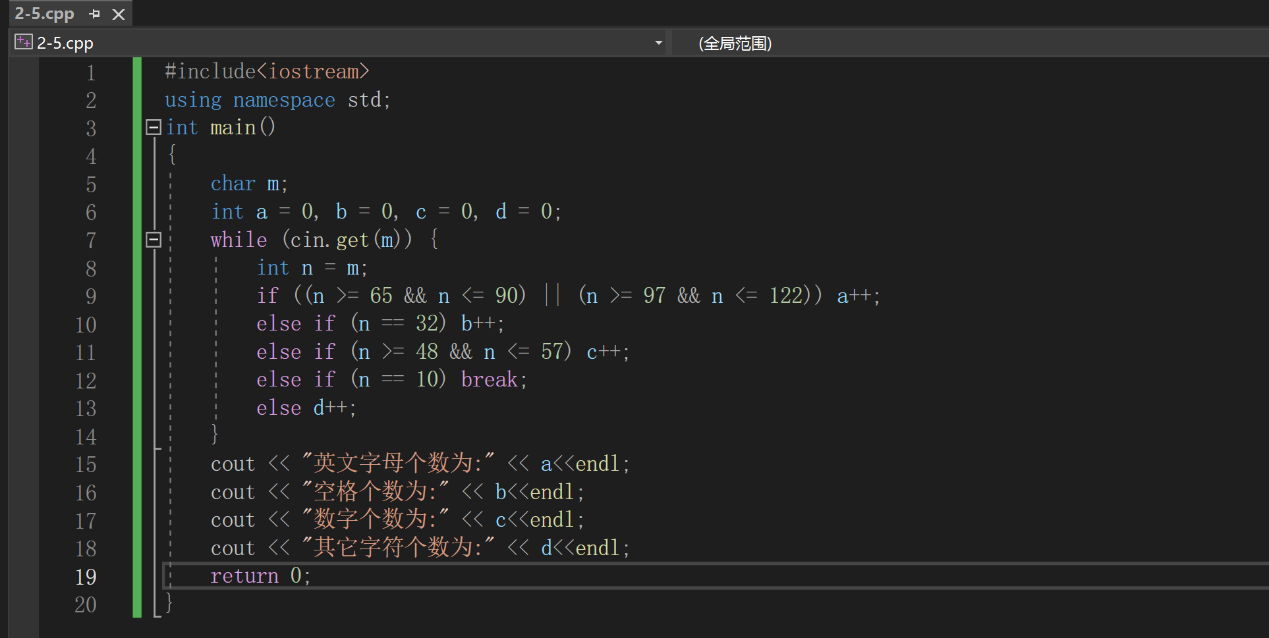 2-5.cpp
2-5.cpp (全局范围)
1 #include<iostream>
2 using namespace std;
3 int main()
4 {
5 char m;
6 int a = 0, b = 0, c = 0, d = 0;
7 while (cin.get(m)) {
8 int n = m;
9 if ((n >= 65 && n <= 90) || (n >= 97 && n <= 122)) a++;
10 else if (n == 32) b++;
11 else if (n >= 48 && n <= 57) c++;
12 else if (n == 10) break;
13 else d++;
14 }
15 cout << "英文字母个数为:" << a<<endl;
16 cout << "空格个数为:" << b<<endl;
17 cout << "数字个数为:" << c<<endl;
18 cout << "其它字符个数为:" << d<<endl;
19 return 0;
20 }